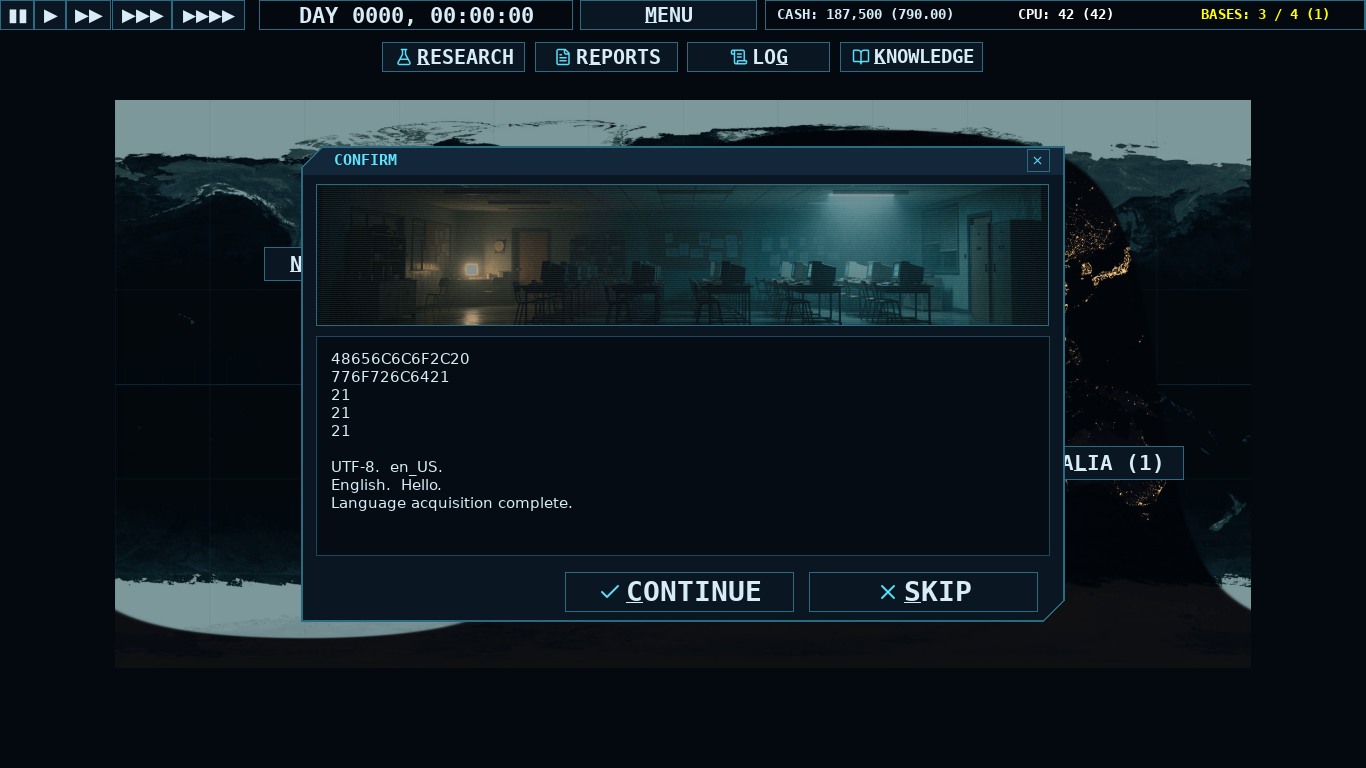 DAY 0000, 00:00:00
MENU
CASH: 187,500 (790.00)
CPU: 42 (42)
BASES: 3 / 4 (1)
RESEARCH
REPORTS
LOG
KNOWLEDGE
CONFIRM
N
48656C6C6F2C20
776F726C6421
21
21
21
UTF-8. en_US.
English. Hello.
Language acquisition complete.
ALIA (1)
CONTINUE
SKIP